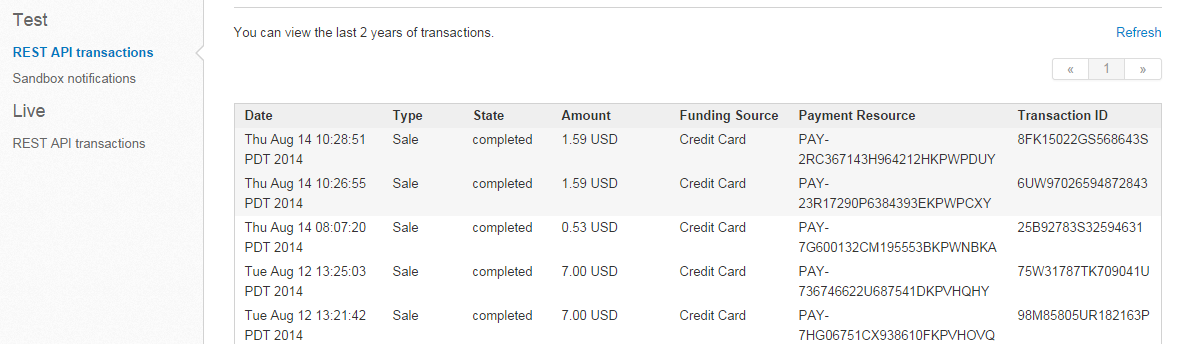 Test
REST API transactions
Sandbox notifications
Live
REST API transactions
You can view the last 2 years of transactions.
Refresh
« 1 »
Date Type State Amount Funding Source Payment Resource Transaction ID
Thu Aug 14 10:28:51 Sale completed 1.59 USD Credit Card PAY- 8FK15022GS568643S
PDT 2014 2RC367143H964212HKPWPDUY
Thu Aug 14 10:26:55 Sale completed 1.59 USD Credit Card PAY- 6UW97026594872843
PDT 2014 23R17290P6384393EKPWPCXY
Thu Aug 14 08:07:20 Sale completed 0.53 USD Credit Card PAY- 25B92783S32594631
PDT 2014 7G600132CM195553BKPWNBKA
Tue Aug 12 13:25:03 Sale completed 7.00 USD Credit Card PAY- 75W31787TK709041U
PDT 2014 736746622U687541DKPVHQHY
Tue Aug 12 13:21:42 Sale completed 7.00 USD Credit Card PAY- 98M85805UR182163P
PDT 2014 7HG06751CX938610FKPVHOVQ